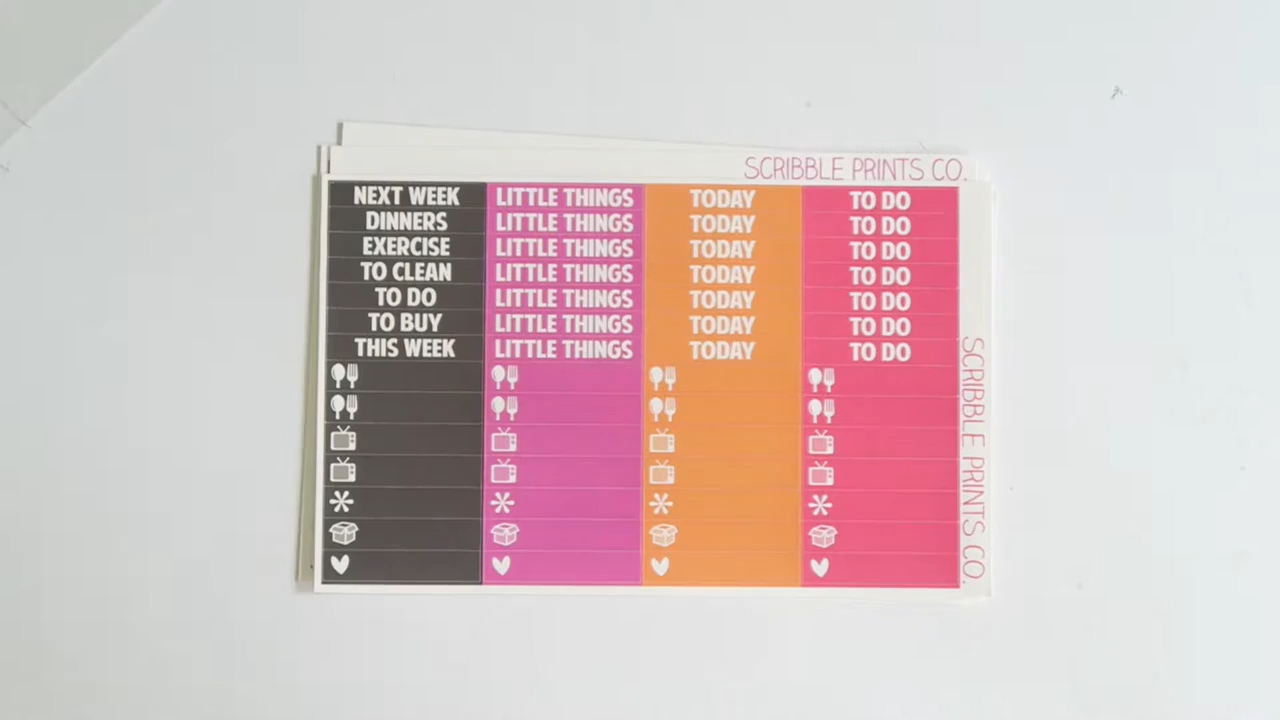 SCRIBBLE PRINTS CO.
NEXT WEEK LITTLE THINGS TODAY TO DO
DINNERS LITTLE THINGS TODAY TO DO
EXERCISE LITTLE THINGS TODAY TO DO
TO CLEAN LITTLE THINGS TODAY TO DO
TO DO LITTLE THINGS TODAY TO DO
TO BUY LITTLE THINGS TODAY TO DO
THIS WEEK LITTLE THINGS TODAY TO DO
SCRIBBLE PRINTS CO.